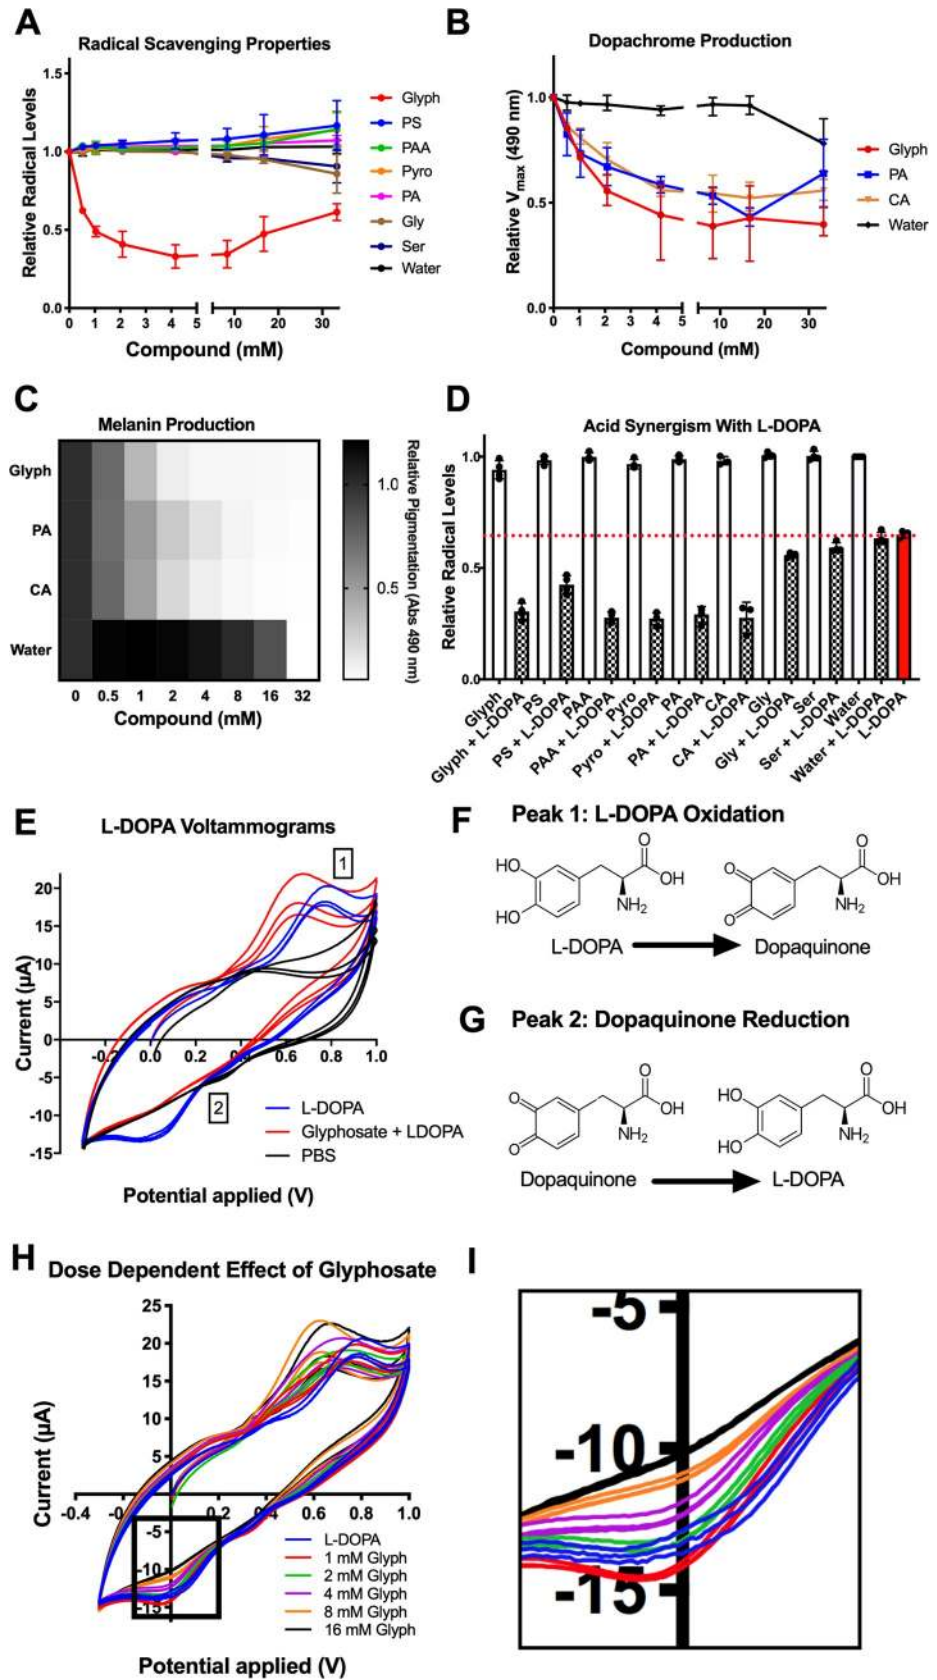 A
Radical Scavenging Properties
Relative Radical Levels
1.5
1.0
0.5
0.0
0 1 2 3 4 5 10 20 30
Compound (mM)
Glyph
PS
PAA
Pyro
PA
Gly
Ser
Water
B
Dopachrome Production
Relative Vmax (490 nm)
1.0
0.5
0.0
0 1 2 3 4 5 10 20 30
Compound (mM)
Glyph
PA
CA
Water
C
Melanin Production
Glyph
PA
CA
Water
0 0.5 1 2 4 8 16 32
Compound (mM)
1.0
0.5
Relative Pigmentation (Abs 490 nm)
D
Acid Synergism With L-DOPA
Relative Radical Levels
1.0
0.5
0.0
Glyph
Glyph + L-DOPA
PS
PS + L-DOPA
PAA
PAA + L-DOPA
Pyro
Pyro + L-DOPA
PA
PA + L-DOPA
CA
CA + L-DOPA
Gly
Gly + L-DOPA
Ser
Ser + L-DOPA
Water
Water + L-DOPA
L-DOPA
E
L-DOPA Voltammograms
Current (µA)
20
15
10
5
0
-5
-10
-15
-0.2 0.0 0.2 0.4 0.6 0.8 1.0
1
2
L-DOPA
Glyphosate + LDOPA
PBS
Potential applied (V)
F
Peak 1: L-DOPA Oxidation
HO
HO
O
OH
NH2
O
O
O
OH
NH2
L-DOPA
Dopaquinone
G
Peak 2: Dopaquinone Reduction
O
O
O
OH
NH2
HO
HO
O
OH
NH2
Dopaquinone
L-DOPA
H
Dose Dependent Effect of Glyphosate
Current (µA)
25
20
15
10
5
-5
-10
-15
-0.4 -0.2 0.0 0.2 0.4 0.6 0.8 1.0
L-DOPA
1 mM Glyph
2 mM Glyph
4 mM Glyph
8 mM Glyph
16 mM Glyph
Potential applied (V)
I
-5
-10
-15